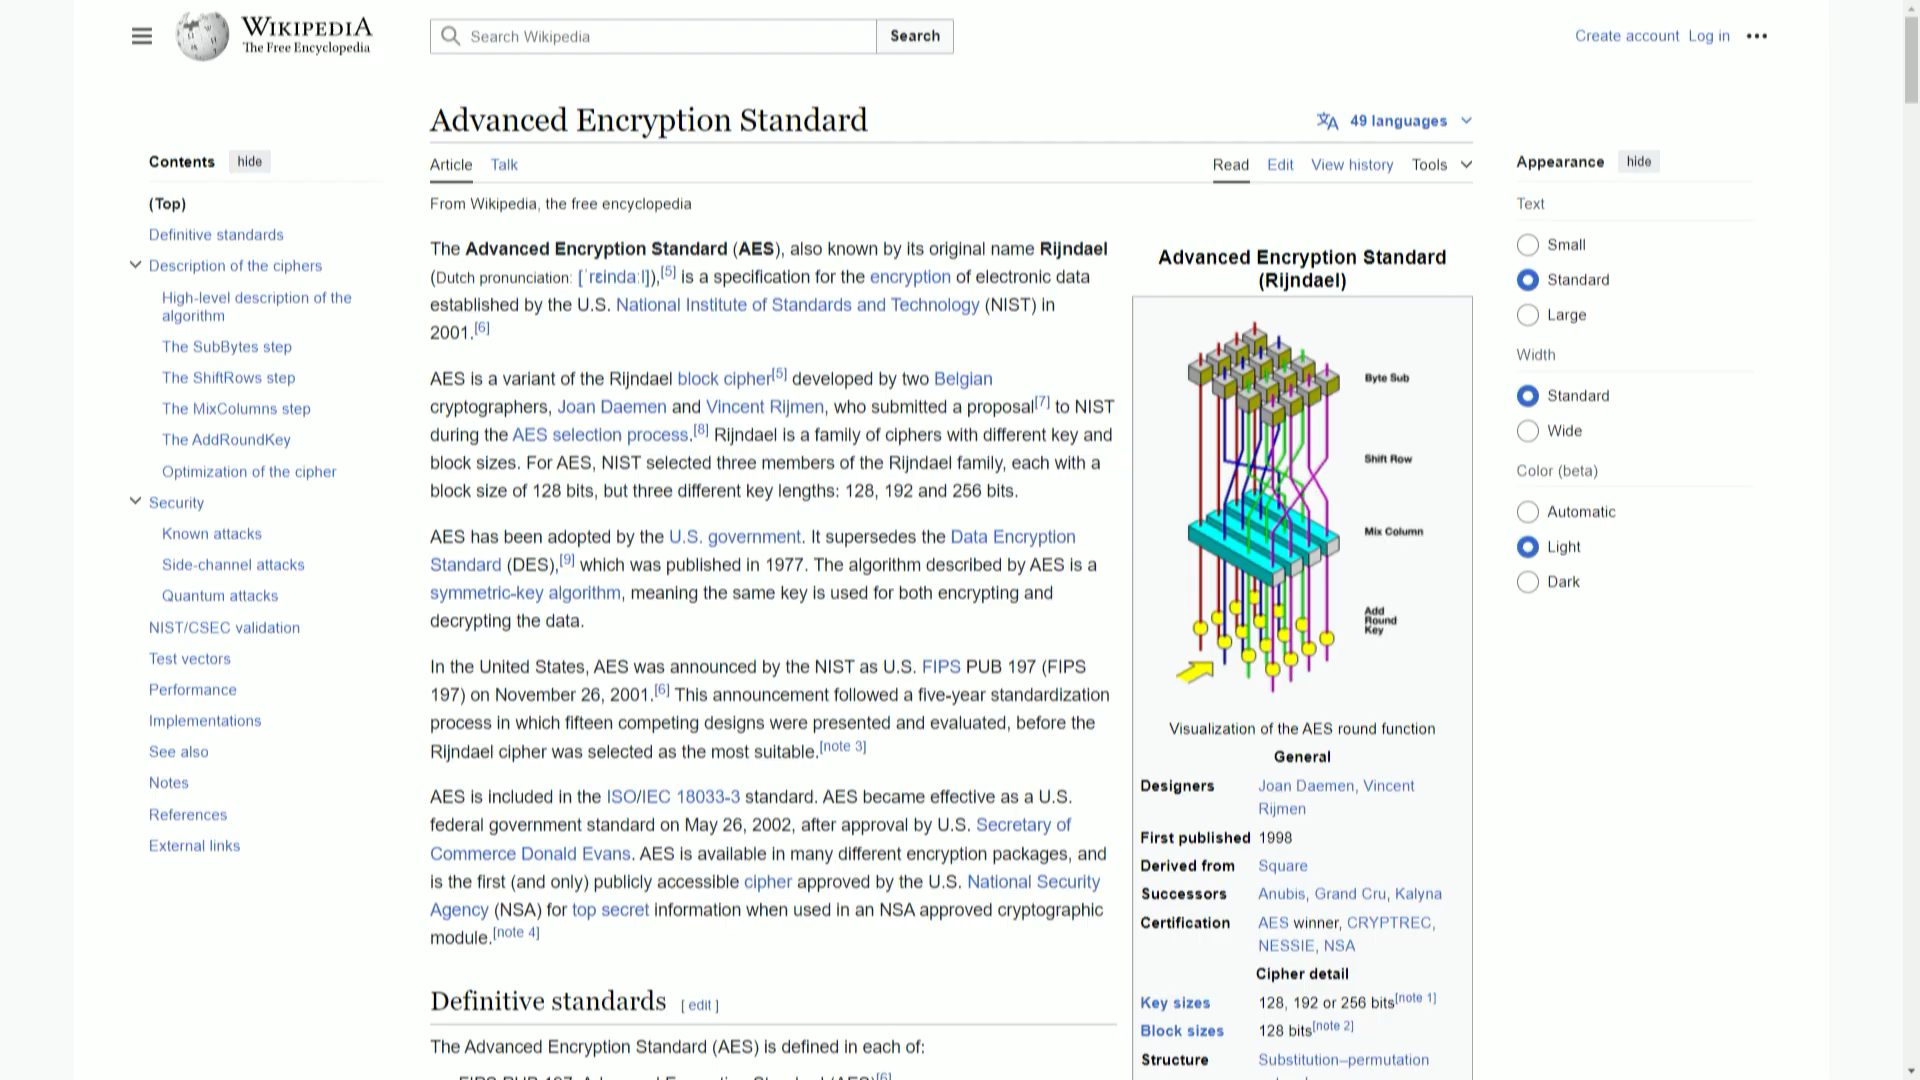 WIKIPEDIA
The Free Encyclopedia
Search Wikipedia
Search
Create account Log in
Advanced Encryption Standard
49 languages
Article Talk
Read Edit View history Tools
From Wikipedia, the free encyclopedia
Contents hide
(Top)
Definitive standards
Description of the ciphers
High-level description of the
algorithm
The SubBytes step
The ShiftRows step
The MixColumns step
The AddRoundKey
Optimization of the cipher
Security
Known attacks
Side-channel attacks
Quantum attacks
NIST/CSEC validation
Test vectors
Performance
Implementations
See also
Notes
References
External links
The Advanced Encryption Standard (AES), also known by its original name Rijndael
(Dutch pronunciation: [ˈrɛindaːl]),[5] is a specification for the encryption of electronic data
established by the U.S. National Institute of Standards and Technology (NIST) in
2001.[6]
AES is a variant of the Rijndael block cipher[5] developed by two Belgian
cryptographers, Joan Daemen and Vincent Rijmen, who submitted a proposal[7] to NIST
during the AES selection process.[8] Rijndael is a family of ciphers with different key and
block sizes. For AES, NIST selected three members of the Rijndael family, each with a
block size of 128 bits, but three different key lengths: 128, 192 and 256 bits.
AES has been adopted by the U.S. government. It supersedes the Data Encryption
Standard (DES),[9] which was published in 1977. The algorithm described by AES is a
symmetric-key algorithm, meaning the same key is used for both encrypting and
decrypting the data.
In the United States, AES was announced by the NIST as U.S. FIPS PUB 197 (FIPS
197) on November 26, 2001.[6] This announcement followed a five-year standardization
process in which fifteen competing designs were presented and evaluated, before the
Rijndael cipher was selected as the most suitable.[note 3]
AES is included in the ISO/IEC 18033-3 standard. AES became effective as a U.S.
federal government standard on May 26, 2002, after approval by U.S. Secretary of
Commerce Donald Evans. AES is available in many different encryption packages, and
is the first (and only) publicly accessible cipher approved by the U.S. National Security
Agency (NSA) for top secret information when used in an NSA approved cryptographic
module.[note 4]
Definitive standards [ edit ]
The Advanced Encryption Standard (AES) is defined in each of:
FIPS PUB 197: Advanced Encryption Standard (AES)[6]
Advanced Encryption Standard
(Rijndael)
Byte Sub
Shift Row
Mix Column
Add
Round
Key
Visualization of the AES round function
General
Designers Joan Daemen, Vincent
Rijmen
First published 1998
Derived from Square
Successors Anubis, Grand Cru, Kalyna
Certification AES winner, CRYPTREC,
NESSIE, NSA
Cipher detail
Key sizes 128, 192 or 256 bits[note 1]
Block sizes 128 bits[note 2]
Structure Substitution–permutation
Appearance hide
Text
Small
Standard
Large
Width
Standard
Wide
Color (beta)
Automatic
Light
Dark